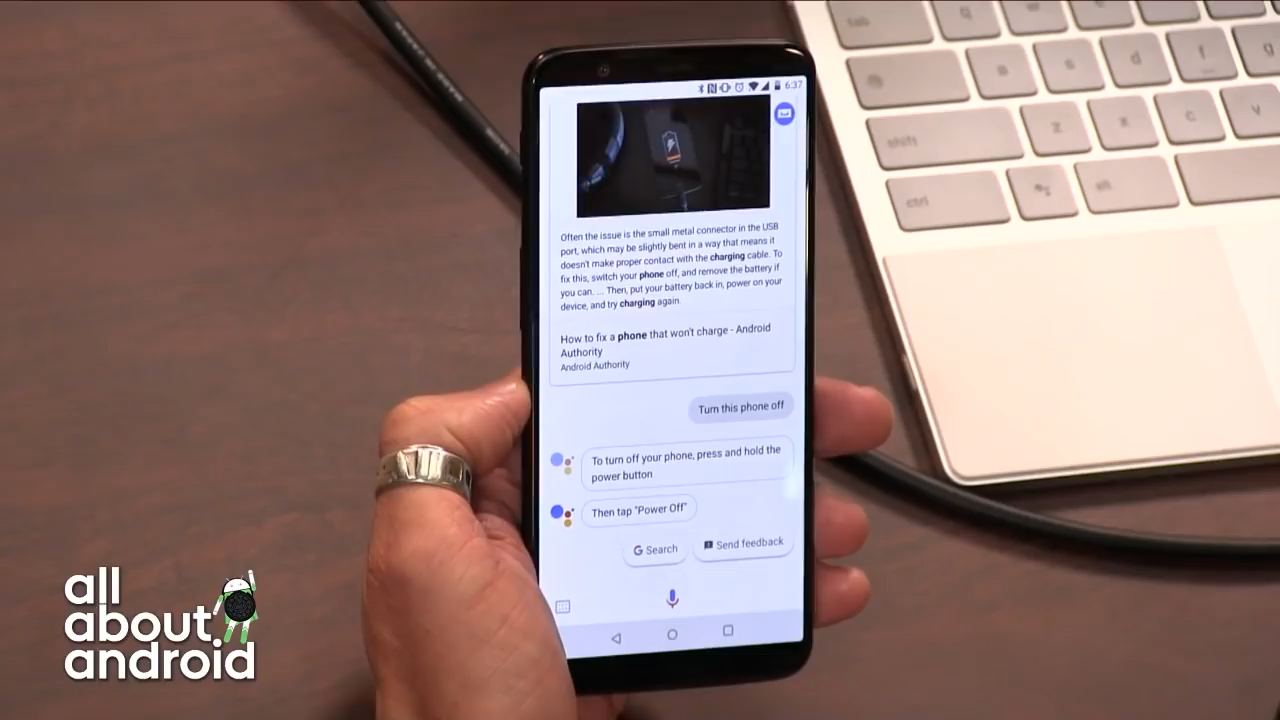 6:37
Often the issue is the small metal connector in the USB
port, which may be slightly bent in a way that means it
doesn't make proper contact with the charging cable. To
fix this, switch your phone off, and remove the battery if
you can. ... Then, put your battery back in, power on your
device, and try charging again.
How to fix a phone that won't charge - Android
Authority
Android Authority
Turn this phone off
To turn off your phone, press and hold the
power button
Then tap "Power Off"
G Search
Send feedback
tab
q
w
e
a
s
d
f
g
shift
z
x
c
v
ctrl
alt
all
about
android